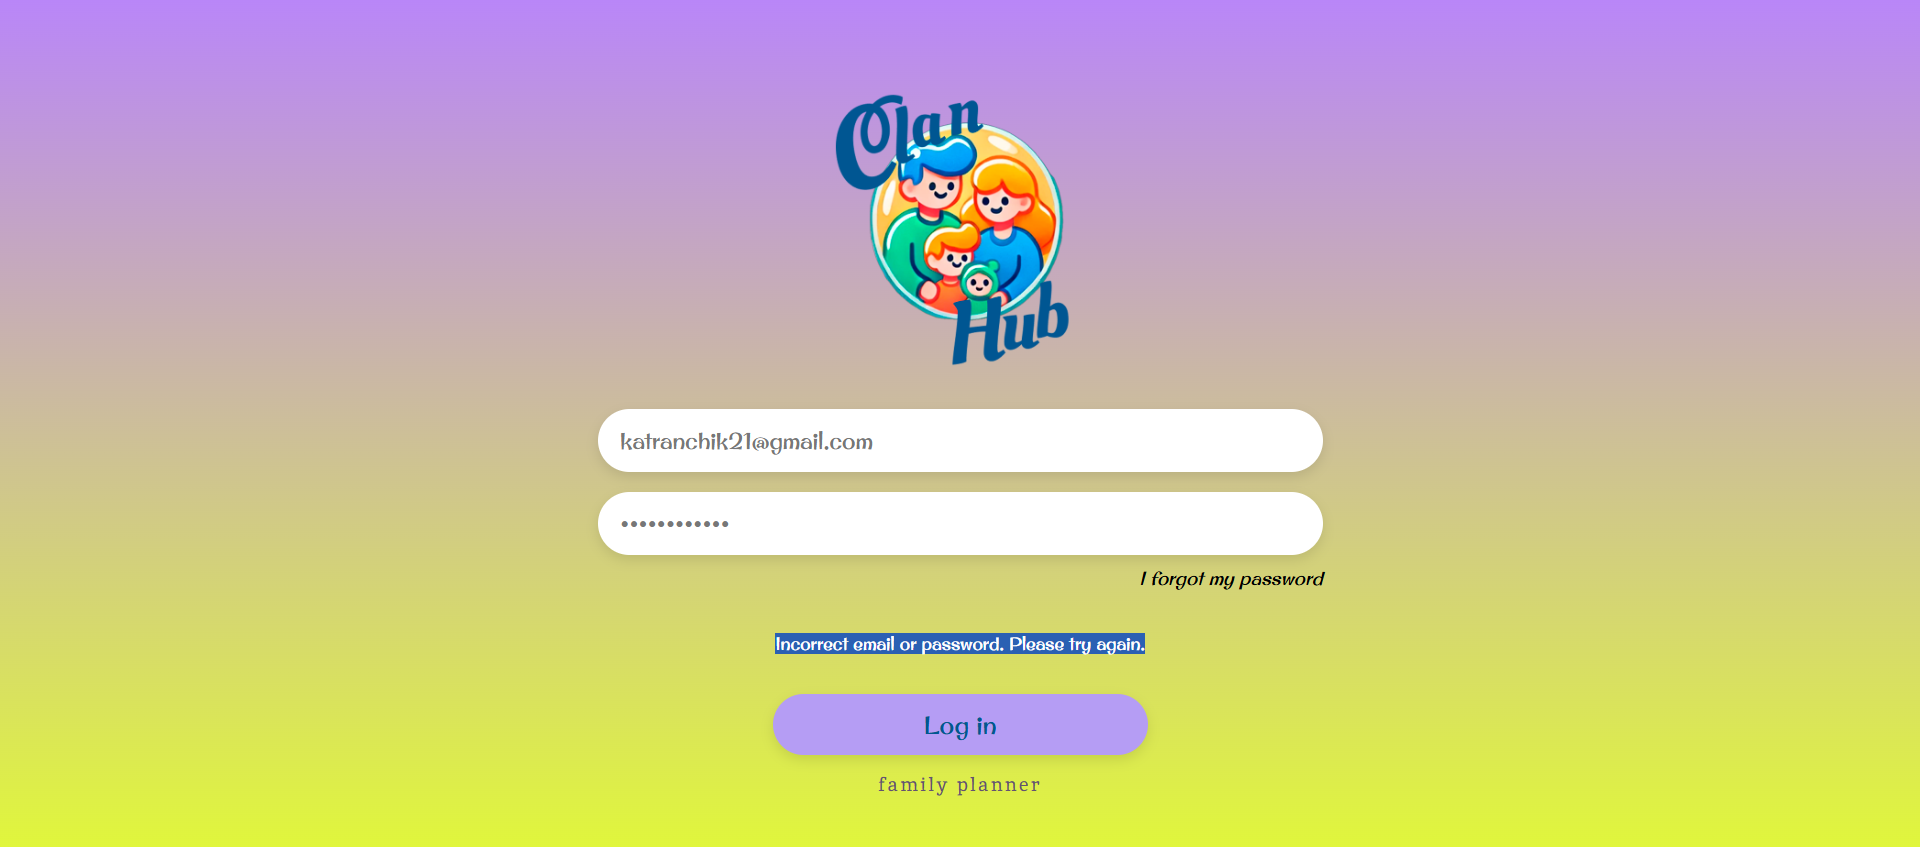 Clan
Hub
katranchik21@gmail.com
••••••••••••
I forgot my password
Incorrect email or password. Please try again.
Log in
family planner